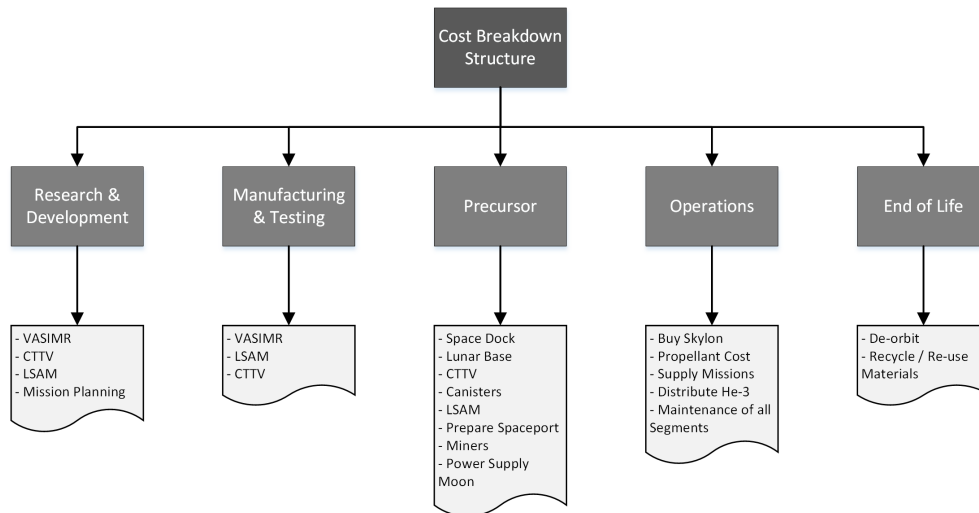 Cost Breakdown
Structure
Research &
Development
Manufacturing
& Testing
Precursor
Operations
End of Life
- VASIMR
- CTTV
- LSAM
- Mission Planning
- VASIMR
- LSAM
- CTTV
- Space Dock
- Lunar Base
- CTTV
- Canisters
- LSAM
- Prepare Spaceport
- Miners
- Power Supply
Moon
- Buy Skylon
- Propellant Cost
- Supply Missions
- Distribute He-3
- Maintenance of all
Segments
- De-orbit
- Recycle / Re-use
Materials